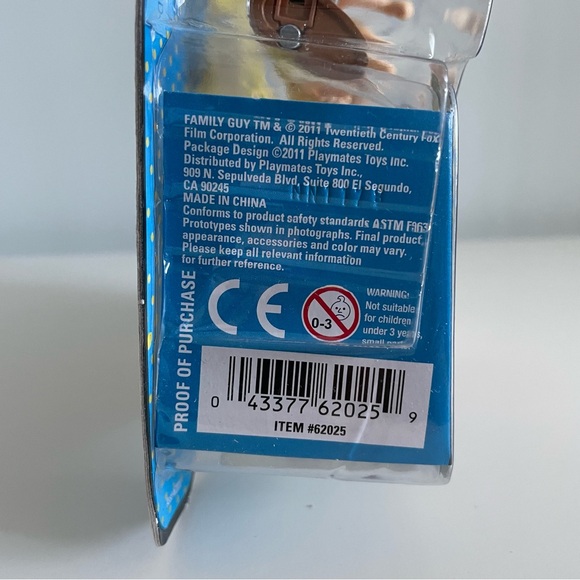 FAMILY GUY TM & © 2011 Twentieth Century Fox
Film Corporation. All Rights Reserved.
Package Design ©2011 Playmates Toys Inc.
Distributed by Playmates Toys Inc.,
909 N. Sepulveda Blvd, Suite 800 El Segundo,
CA 90245
MADE IN CHINA
Conforms to product safety standards ASTM F963
Prototypes shown in photographs. Final product
appearance, accessories and color may vary.
Please keep all relevant information
for further reference.
PROOF OF PURCHASE
CE
0-3
WARNING:
Not suitable
for children
under 3 years,
small
0 43377 62025 9
ITEM #62025